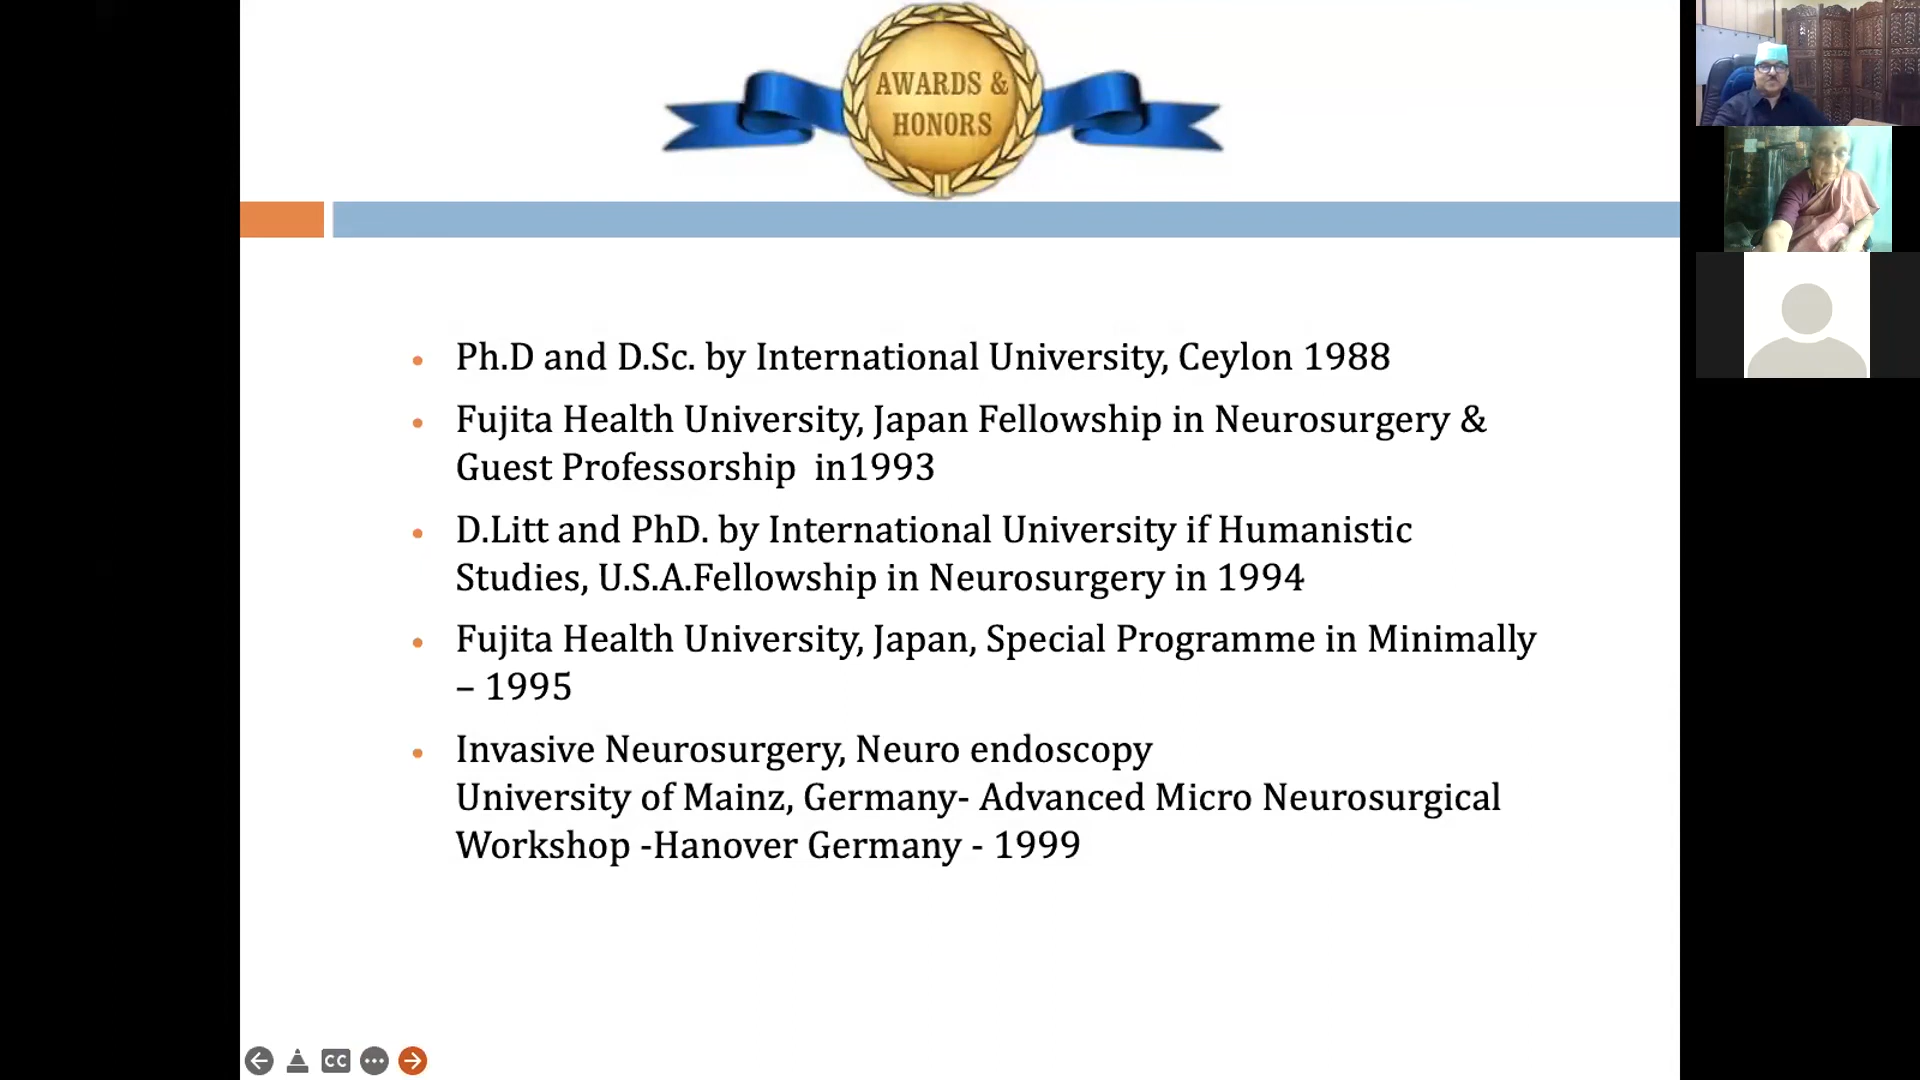 AWARDS &
HONORS
• Ph.D and D.Sc. by International University, Ceylon 1988
• Fujita Health University, Japan Fellowship in Neurosurgery &
Guest Professorship  in1993
• D.Litt and PhD. by International University if Humanistic
Studies, U.S.A.Fellowship in Neurosurgery in 1994
• Fujita Health University, Japan, Special Programme in Minimally
– 1995
• Invasive Neurosurgery, Neuro endoscopy
University of Mainz, Germany- Advanced Micro Neurosurgical
Workshop -Hanover Germany - 1999
CC